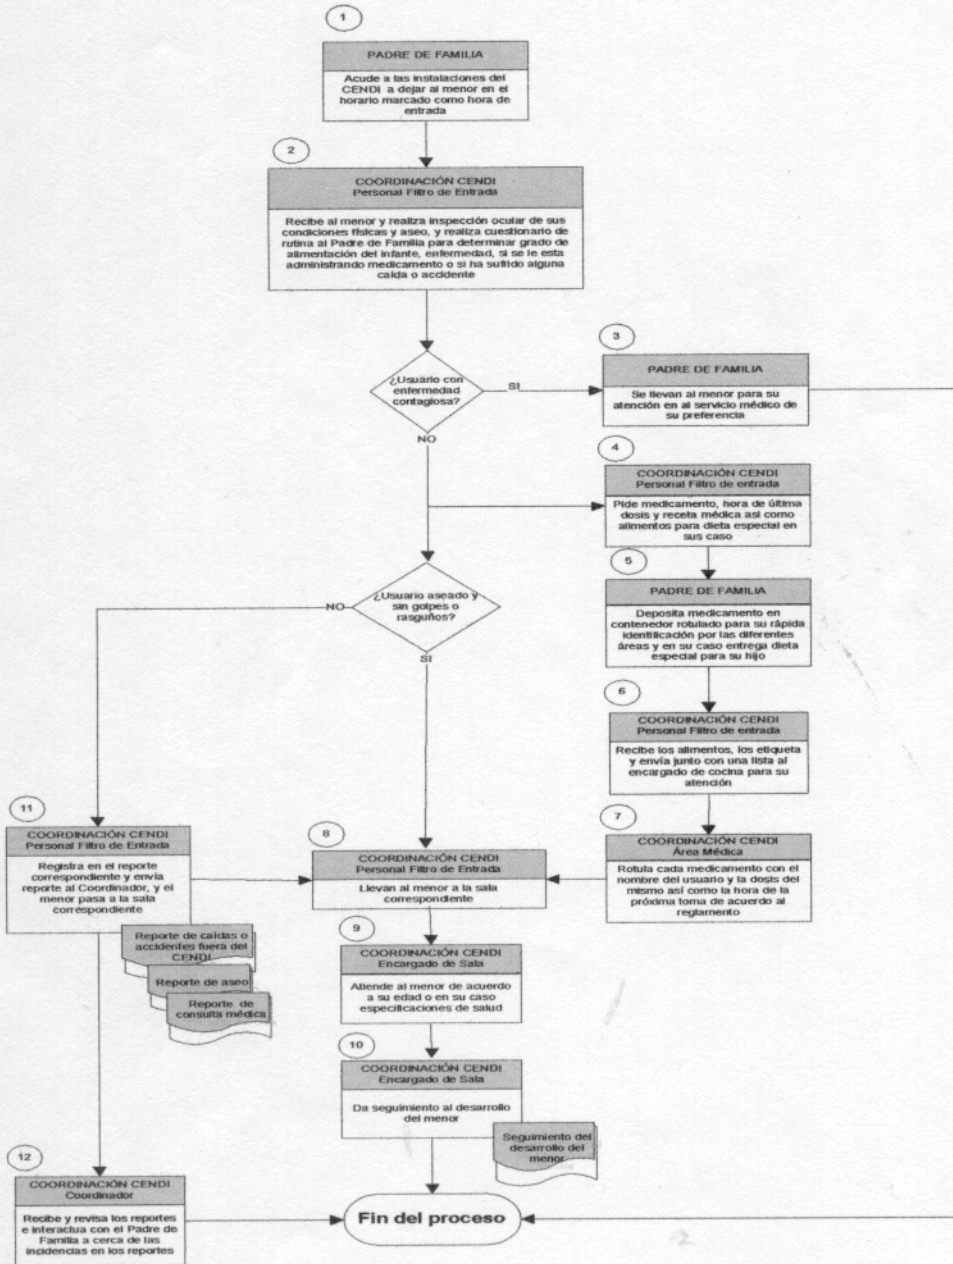 1
PADRE DE FAMILIA
Acude a las instalaciones del
CENDI a dejar al menor en el
horario marcado como hora de
entrada
2
COORDINACIÓN CENDI
Personal Filtro de Entrada
Recibe al menor y realiza inspección ocular de sus
condiciones físicas y aseo, y realiza cuestionario de
rutina al Padre de Familia para determinar grado de
alimentación del infante, enfermedad, si se le esta
administrando medicamento o si ha sufrido alguna
caída o accidente
¿Usuario con
enfermedad
contagiosa?
SI
NO
3
PADRE DE FAMILIA
Se llevan al menor para su
atención en al servicio médico de
su preferencia
4
COORDINACIÓN CENDI
Personal Filtro de entrada
Pide medicamento, hora de última
dosis y receta médica así como
alimentos para dieta especial en
sus caso
5
PADRE DE FAMILIA
Deposita medicamento en
contenedor rotulado para su rápida
identificación por las diferentes
áreas y en su caso entrega dieta
especial para su hijo
¿Usuario aseado y
sin golpes o
rasguños?
NO
SI
6
COORDINACIÓN CENDI
Personal Filtro de entrada
Recibe los alimentos, los etiqueta
y envía junto con una lista al
encargado de cocina para su
atención
7
COORDINACIÓN CENDI
Área Médica
Rotula cada medicamento con el
nombre del usuario y la dosis del
mismo así como la hora de la
próxima toma de acuerdo al
reglamento
8
COORDINACIÓN CENDI
Personal Filtro de Entrada
Llevan al menor a la sala
correspondiente
11
COORDINACIÓN CENDI
Personal Filtro de Entrada
Registra en el reporte
correspondiente y envía
reporte al Coordinador, y el
menor pasa a la sala
correspondiente
Reporte de caídas o
accidentes fuera del
CENDI
Reporte de aseo
Reporte de
consulta médica
9
COORDINACIÓN CENDI
Encargado de Sala
Atiende al menor de acuerdo
a su edad o en su caso
especificaciones de salud
10
COORDINACIÓN CENDI
Encargado de Sala
Da seguimiento al desarrollo
del menor
Seguimiento del
desarrollo del
menor
12
COORDINACIÓN CENDI
Coordinador
Recibe y revisa los reportes
e interactua con el Padre de
Familia a cerca de las
incidencias en los reportes
Fin del proceso